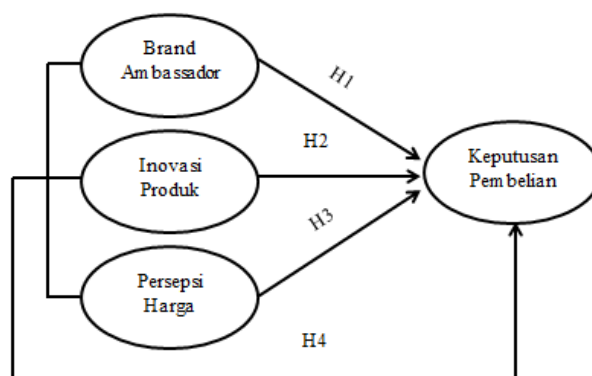 Brand
Ambassador
H1
H2
Inovasi
Produk
Keputusan
Pembelian
H3
Persepsi
Harga
H4